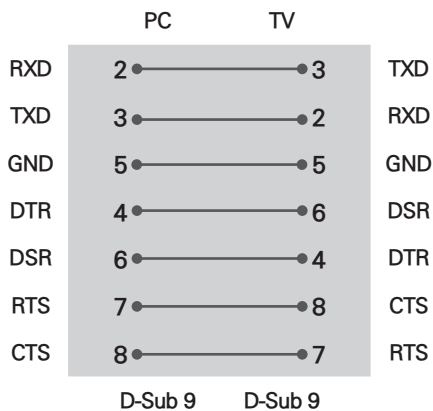 PC TV
RXD 2 3 TXD
TXD 3 2 RXD
GND 5 5 GND
DTR 4 6 DSR
DSR 6 4 DTR
RTS 7 8 CTS
CTS 8 7 RTS
D-Sub 9 D-Sub 9